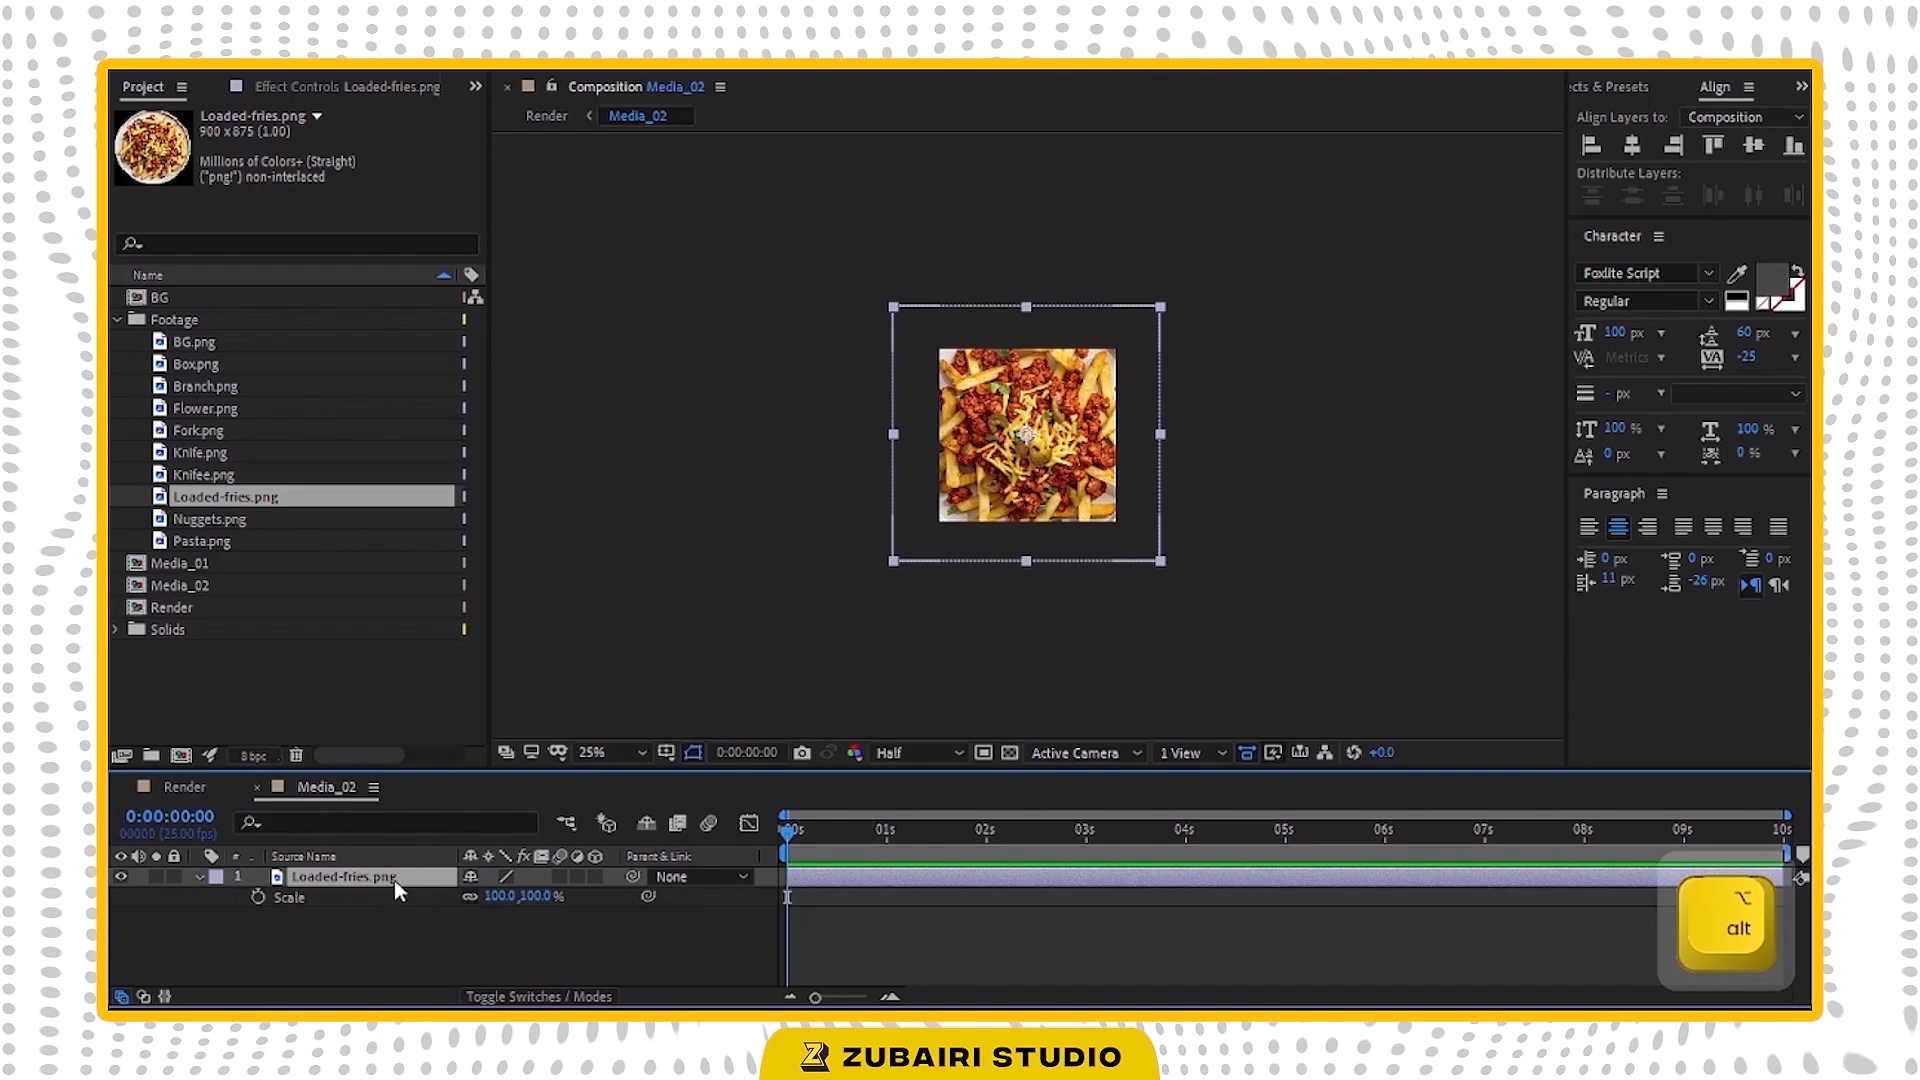 Project
Effect Controls Loaded-fries.png
Composition Media_02
cts & Presets
Align
Loaded-fries.png
900 x 875 (1.00)
Millions of Colors+ (Straight)
("png!") non-interlaced
Render
Media_02
Align Layers to:
Composition
Distribute Layers:
Character
Foxlite Script
Regular
100 px
60 px
Metrics
-25
- px
100 %
100 %
0 px
0 %
Paragraph
0 px
0 px
0 px
11 px
-26 px
Name
BG
Footage
BG.png
Box.png
Branch.png
Flower.png
Fork.png
Knife.png
Knifee.png
Loaded-fries.png
Nuggets.png
Pasta.png
Media_01
Media_02
Render
Solids
8 bpc
25%
0:00:00:00
Half
Active Camera
1 View
+0.0
Render
Media_02
0:00:00:00
00000 (25.00 fps)
00s
01s
02s
03s
04s
05s
06s
07s
08s
09s
10s
#
Source Name
Parent & Link
1
Loaded-fries.png
None
Scale
100.0,100.0 %
Toggle Switches / Modes
alt
ZUBAIRI STUDIO